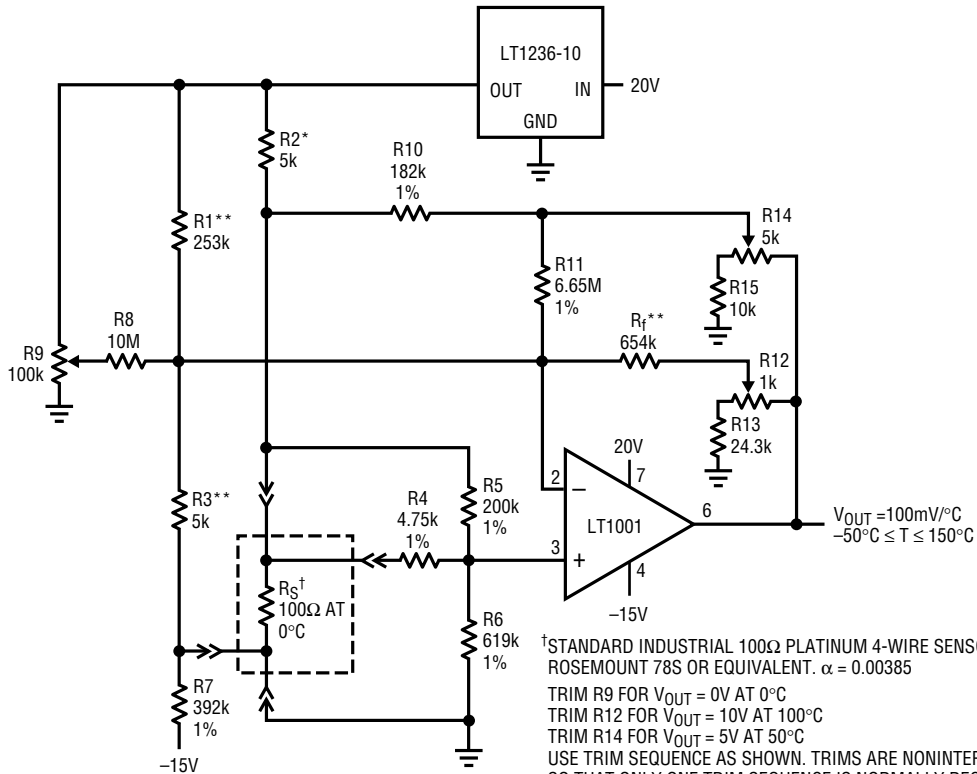 LT1236-10
OUT
IN
20V
GND
R2*
5k
R10
182k
1%
R14
5k
R1**
253k
R11
6.65M
1%
R15
10k
R8
10M
Rf**
654k
R9
100k
R12
1k
R13
24.3k
20V
7
R3**
5k
R5
200k
1%
R4
4.75k
1%
2
–
LT1001
6
3
+
4
–15V
VOUT =100mV/°C
–50°C ≤ T ≤ 150°C
RS†
100Ω AT
0°C
R6
619k
1%
R7
392k
1%
–15V
†STANDARD INDUSTRIAL 100Ω PLATINUM 4-WIRE SENS
ROSEMOUNT 78S OR EQUIVALENT. α = 0.00385
TRIM R9 FOR VOUT = 0V AT 0°C
TRIM R12 FOR VOUT = 10V AT 100°C
TRIM R14 FOR VOUT = 5V AT 50°C
USE TRIM SEQUENCE AS SHOWN. TRIMS ARE NONINTER